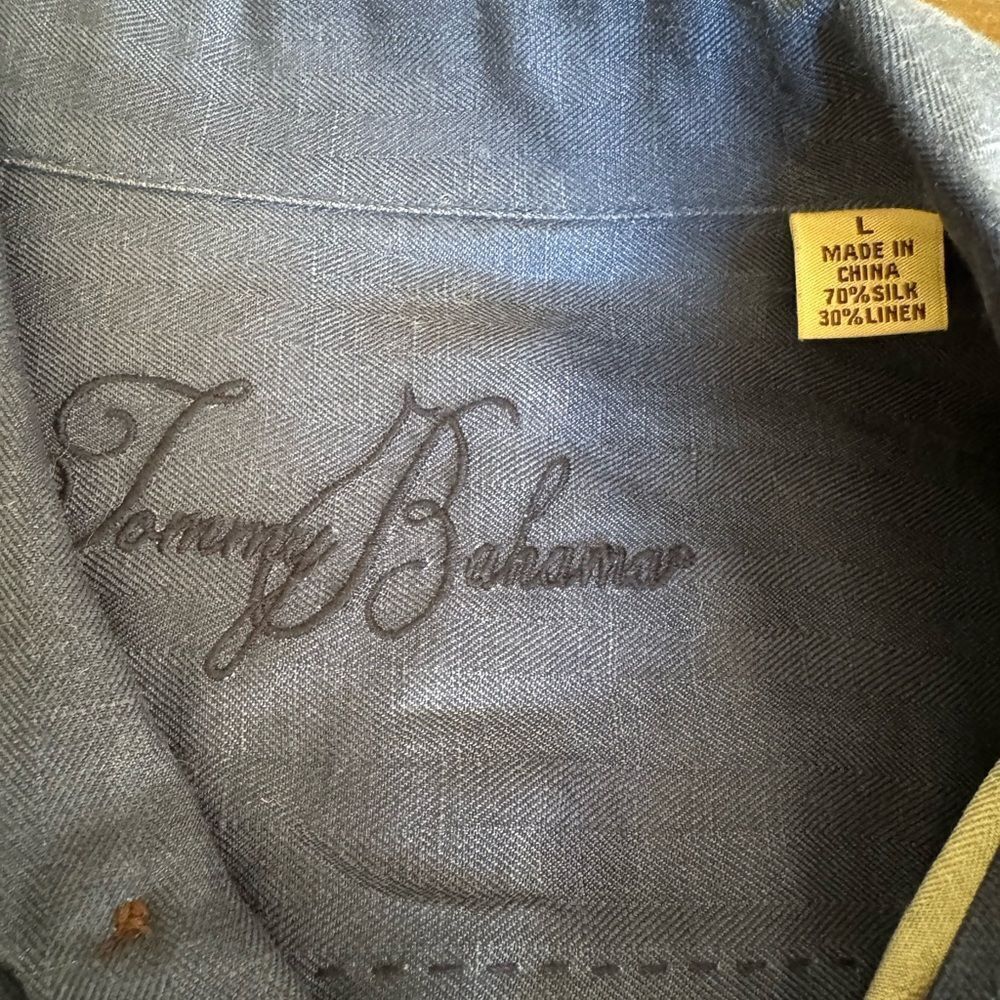 L
MADE IN
CHINA
70% SILK
30% LINEN
Tommy Bahama